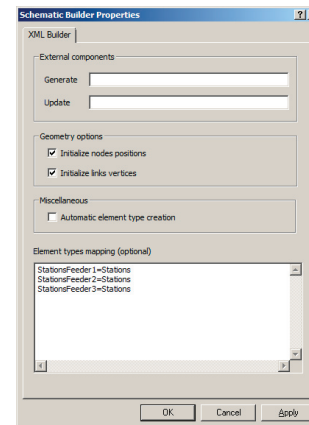 Schematic Builder Properties
XML Builder
External components
Generate
Update
Geometry options
Initialize nodes positions
Initialize links vertices
Miscellaneous
Automatic element type creation
Element types mapping (optional)
StationsFeeder1=Stations
StationsFeeder2=Stations
StationsFeeder3=Stations
OK Cancel Apply